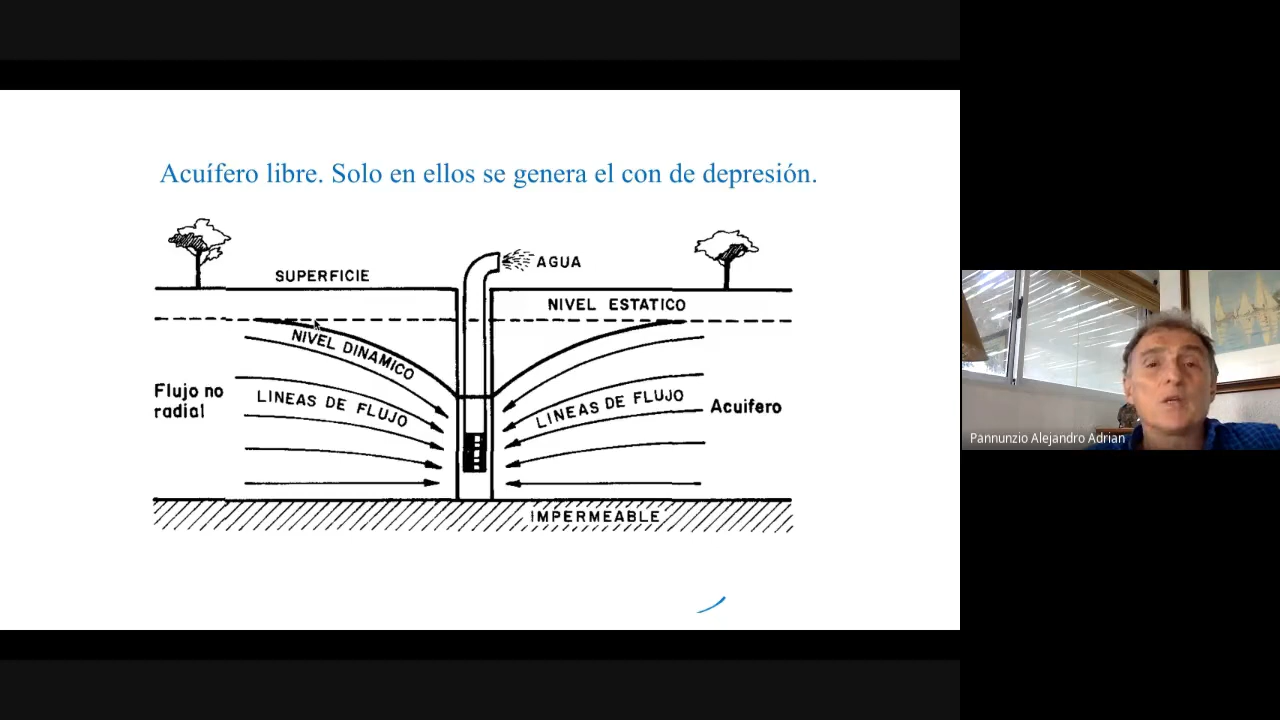 Acuífero libre. Solo en ellos se genera el con de depresión.
AGUA
SUPERFICIE
NIVEL ESTATICO
NIVEL DINAMICO
Flujo no
radial
LINEAS DE FLUJO
LINEAS DE FLUJO
Acuifero
IMPERMEABLE
Pannunzio Alejandro Adrian